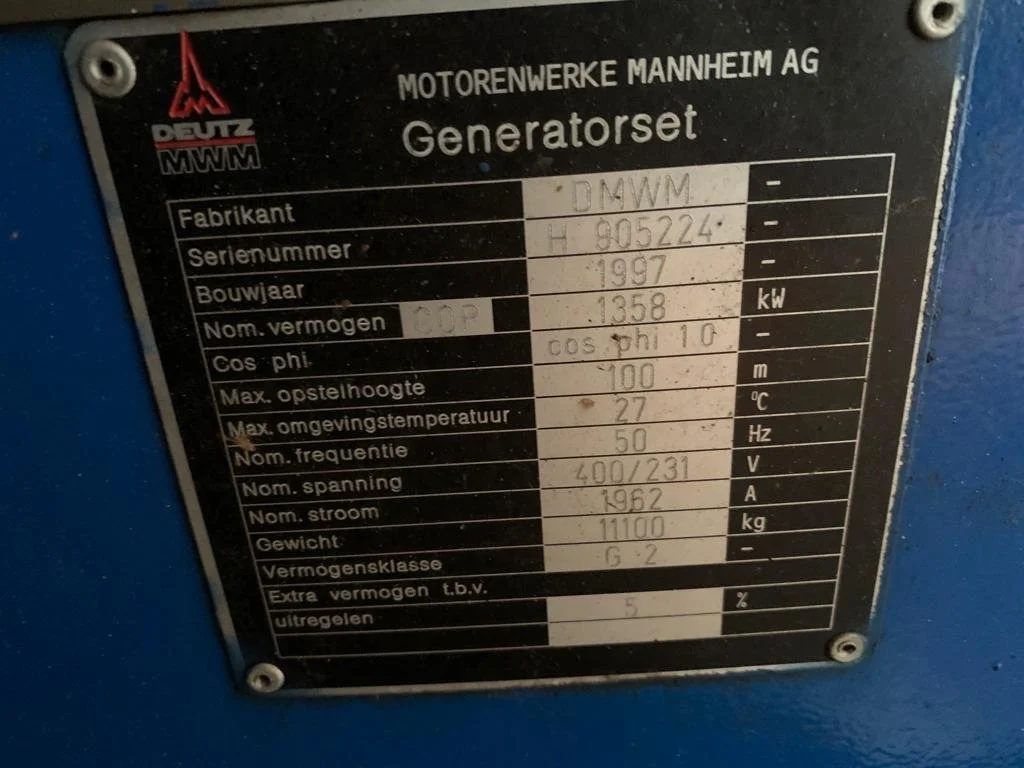 DEUTZ
MWM
MOTORENWERKE MANNHEIM AG
Generatorset
Fabrikant DMWM -
Serienummer H 905224 -
Bouwjaar 1997 -
Nom. vermogen COP 1358 kW
Cos phi cos phi 1.0 -
Max. opstelhoogte 100 m
Max. omgevingstemperatuur 27 °C
Nom. frequentie 50 Hz
Nom. spanning 400/231 V
Nom. stroom 1962 A
Gewicht 11100 kg
Vermogensklasse G 2 -
Extra vermogen t.b.v.
uitregelen 5 %